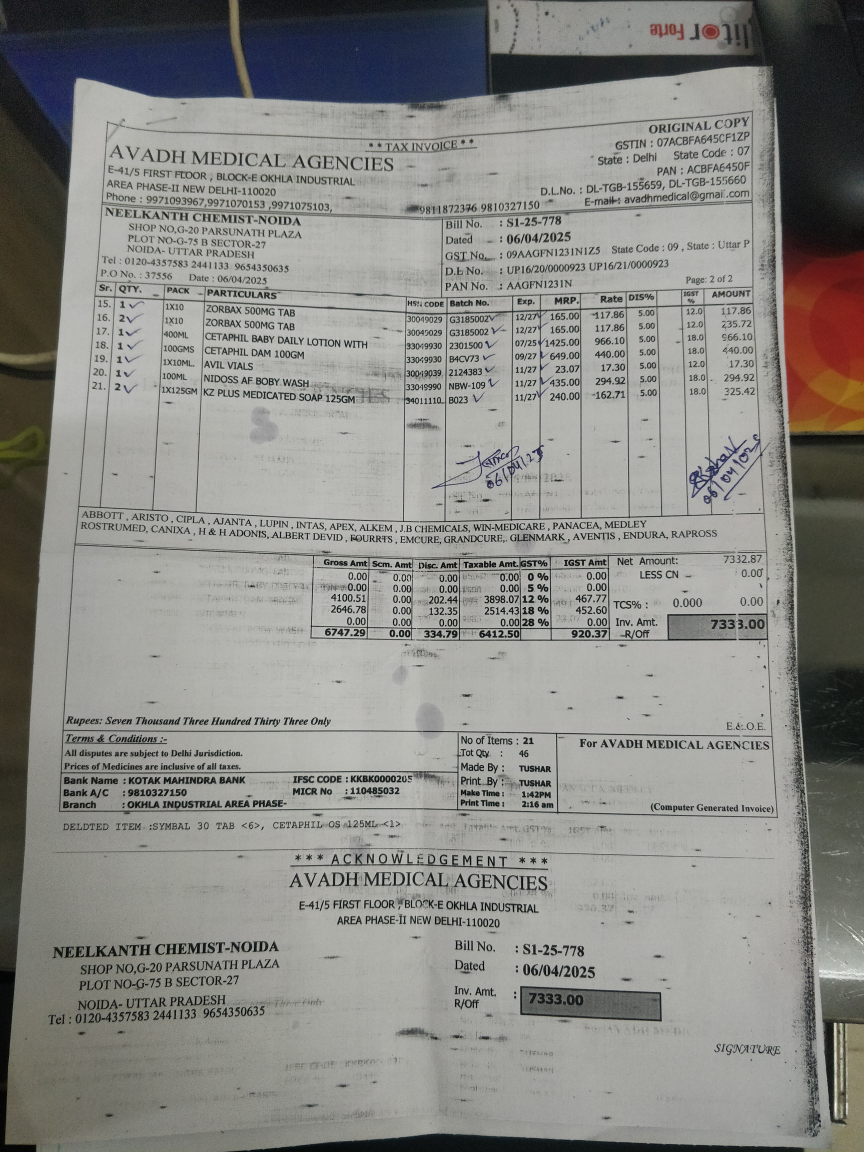 litor Forte
ORIGINAL COPY
* * TAX INVOICE * *
GSTIN : 07ACBFA645CF1ZP
AVADH MEDICAL AGENCIES
State : Delhi State Code : 07
E-41/5 FIRST FLOOR , BLOCK-E OKHLA INDUSTRIAL
PAN : ACBFA6450F
AREA PHASE-II NEW DELHI-110020
D.L.No. : DL-TGB-155659, DL-TGB-155660
Phone : 9971093967,9971070153 ,9971075103, 9811872376 9810327150
E-mail : avadhmedical@gmail.com
NEELKANTH CHEMIST-NOIDA
SHOP NO,G-20 PARSUNATH PLAZA
PLOT NO-G-75 B SECTOR-27
NOIDA- UTTAR PRADESH
Tel : 0120-4357583 2441133 9654350635
P.O No. : 37556 Date : 06/04/2025
Bill No. : S1-25-778
Dated : 06/04/2025
GST No. : 09AAGFN1231N1Z5 State Code : 09 , State : Uttar P
D.L No. : UP16/20/0000923 UP16/21/0000923
PAN No. : AAGFN1231N
Page: 2 of 2
Sr. QTY. PACK PARTICULARS HSN CODE Batch No. Exp. MRP. Rate DIS% IGST % AMOUNT
15. 1 1X10 ZORBAX 500MG TAB 30049029 G3185002 12/27 165.00 117.86 5.00 12.0 117.86
16. 2 1X10 ZORBAX 500MG TAB 30049029 G3185002 12/27 165.00 117.86 5.00 12.0 235.72
17. 1 400ML CETAPHIL BABY DAILY LOTION WITH 33049930 2301500 07/25 1425.00 966.10 5.00 18.0 966.10
18. 1 100GMS CETAPHIL DAM 100GM 33049930 B4CV73 09/27 649.00 440.00 5.00 18.0 440.00
19. 1 1X10ML AVIL VIALS 30049039 2124383 11/27 23.07 17.30 5.00 12.0 17.30
20. 1 100ML NIDOSS AF BOBY WASH 33049990 NBW-109 11/27 435.00 294.92 5.00 18.0 294.92
21. 2 1X125GM KZ PLUS MEDICATED SOAP 125GM 34011110 B023 11/27 240.00 162.71 5.00 18.0 325.42
06/04/25
06/04/025
ABBOTT , ARISTO , CIPLA , AJANTA , LUPIN , INTAS, APEX, ALKEM , J.B CHEMICALS, WIN-MEDICARE , PANACEA, MEDLEY
ROSTRUMED, CANIXA , H & H ADONIS, ALBERT DEVID , FOURRTS , EMCURE, GRANDCURE, GLENMARK , AVENTIS , ENDURA, RAPROSS
Gross Amt Scm. Amt Disc. Amt Taxable Amt. GST% IGST Amt
0.00 0.00 0.00 0.00 0 % 0.00
0.00 0.00 0.00 0.00 5 % 0.00
4100.51 0.00 202.44 3898.07 12 % 467.77
2646.78 0.00 132.35 2514.43 18 % 452.60
0.00 0.00 0.00 0.00 28 % 0.00
6747.29 0.00 334.79 6412.50 920.37
Net Amount: 7332.87
LESS CN 0.00
TCS% : 0.000 0.00
Inv. Amt. 7333.00
R/Off
Rupees: Seven Thousand Three Hundred Thirty Three Only
E.&.O.E.
Terms & Conditions :-
All disputes are subject to Delhi Jurisdiction.
Prices of Medicines are inclusive of all taxes.
Bank Name : KOTAK MAHINDRA BANK IFSC CODE : KKBK0000205
Bank A/C : 9810327150 MICR No : 110485032
Branch : OKHLA INDUSTRIAL AREA PHASE-
No of Items : 21
Tot Qty : 46
Made By : TUSHAR
Print By : TUSHAR
Make Time : 1:42PM
Print Time : 2:16 am
For AVADH MEDICAL AGENCIES
(Computer Generated Invoice)
DELDTED ITEM :SYMBAL 30 TAB <6>, CETAPHIL OS 125ML <1>
* * * ACKNOWLEDGEMENT * * *
AVADH MEDICAL AGENCIES
E-41/5 FIRST FLOOR , BLOCK-E OKHLA INDUSTRIAL
AREA PHASE-II NEW DELHI-110020
NEELKANTH CHEMIST-NOIDA
SHOP NO,G-20 PARSUNATH PLAZA
PLOT NO-G-75 B SECTOR-27
NOIDA- UTTAR PRADESH
Tel : 0120-4357583 2441133 9654350635
Bill No. : S1-25-778
Dated : 06/04/2025
Inv. Amt. : 7333.00
R/Off
SIGNATURE